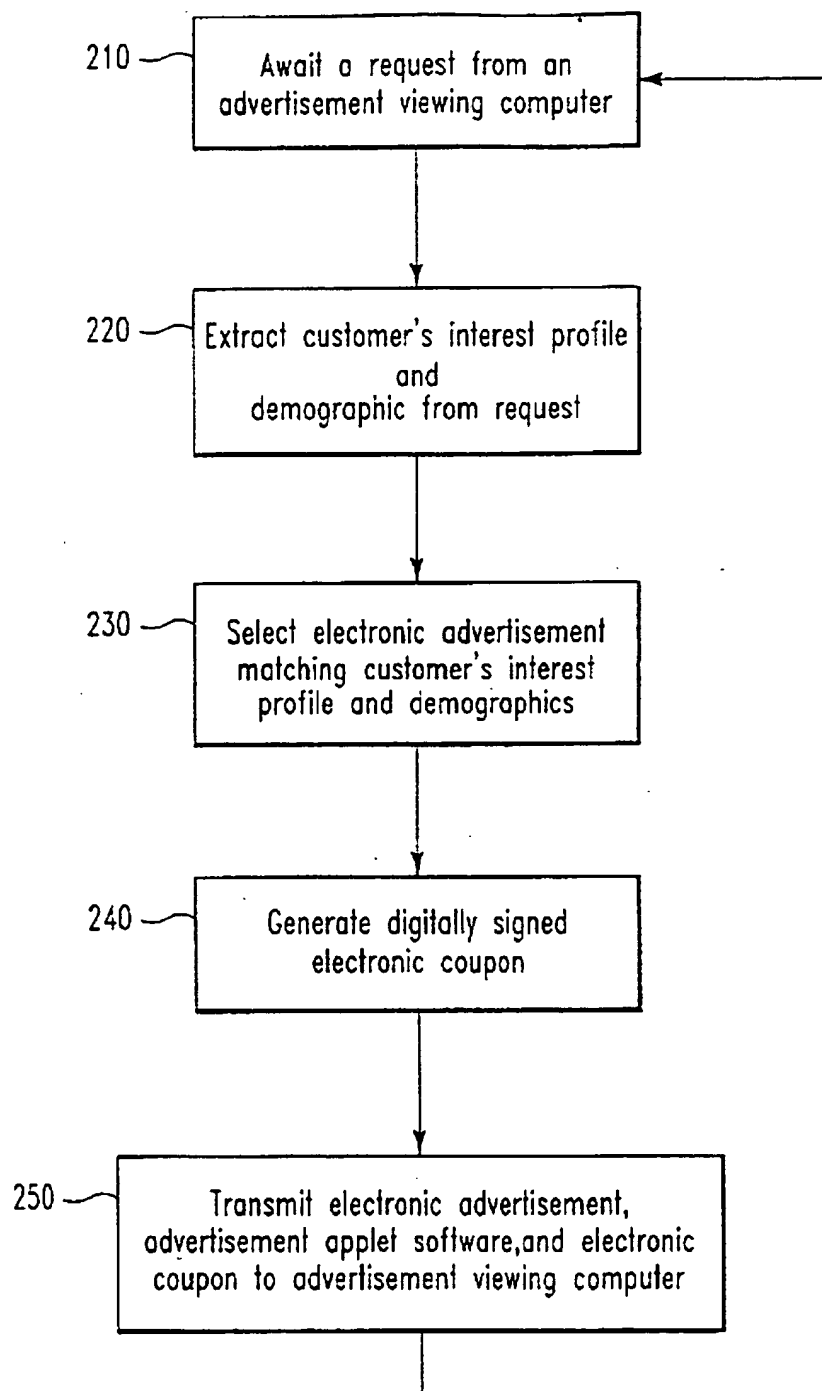 210
Await a request from an
advertisement viewing computer
220
Extract customer's interest profile
and
demographic from request
230
Select electronic advertisement
matching customer's interest
profile and demographics
240
Generate digitally signed
electronic coupon
250
Transmit electronic advertisement,
advertisement applet software,and electronic
coupon to advertisement viewing computer